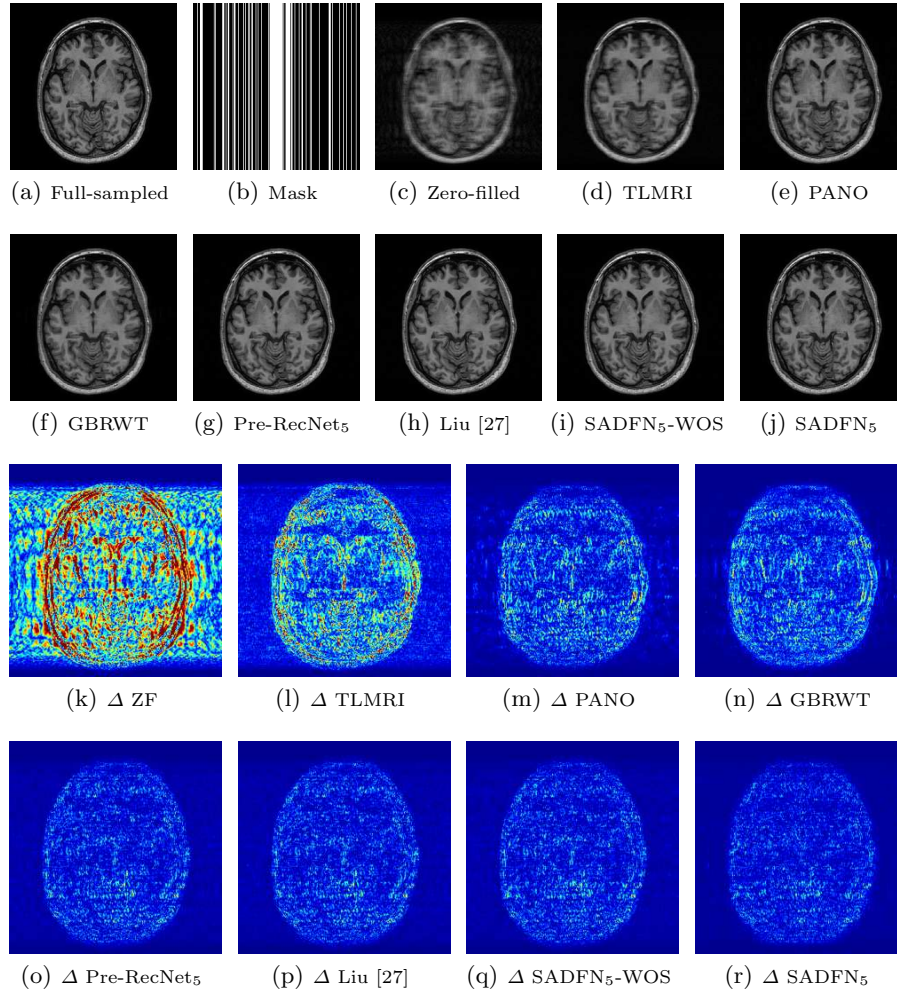 (a) Full-sampled (b) Mask (c) Zero-filled (d) TLMRI (e) PANO
(f) GBRWT (g) Pre-RecNet₅ (h) Liu [27] (i) SADFN₅-WOS (j) SADFN₅
(k) Δ ZF (l) Δ TLMRI (m) Δ PANO (n) Δ GBRWT
(o) Δ Pre-RecNet₅ (p) Δ Liu [27] (q) Δ SADFN₅-WOS (r) Δ SADFN₅